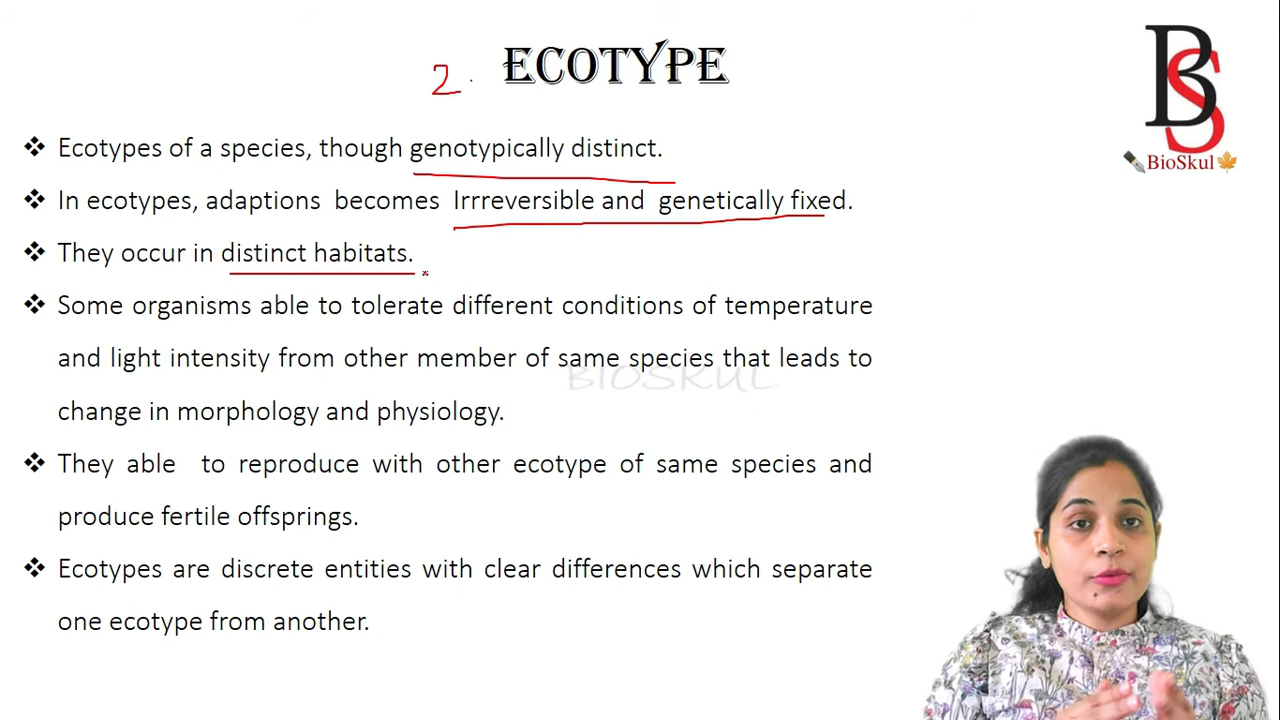 2.
ECOTYPE
BS
BioSkul
❖ Ecotypes of a species, though genotypically distinct.
❖ In ecotypes, adaptions becomes Irrreversible and genetically fixed.
❖ They occur in distinct habitats.
❖ Some organisms able to tolerate different conditions of temperature
and light intensity from other member of same species that leads to
change in morphology and physiology.
BIOSKUL
❖ They able to reproduce with other ecotype of same species and
produce fertile offsprings.
❖ Ecotypes are discrete entities with clear differences which separate
one ecotype from another.